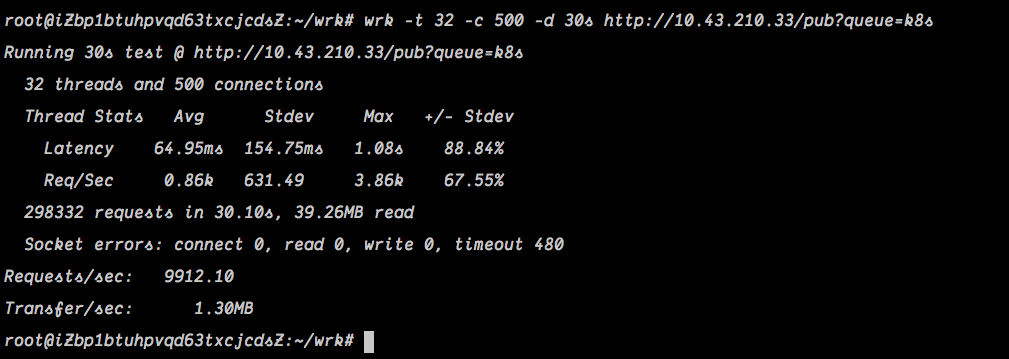 root@iZbp1btuhpvqd63txcjcdsZ:~/wrk# wrk -t 32 -c 500 -d 30s http://10.43.210.33/pub?queue=k8s
Running 30s test @ http://10.43.210.33/pub?queue=k8s
  32 threads and 500 connections
  Thread Stats   Avg      Stdev     Max   +/- Stdev
    Latency    64.95ms  154.75ms   1.08s    88.84%
    Req/Sec     0.86k   631.49     3.86k    67.55%
  298332 requests in 30.10s, 39.26MB read
  Socket errors: connect 0, read 0, write 0, timeout 480
Requests/sec:   9912.10
Transfer/sec:      1.30MB
root@iZbp1btuhpvqd63txcjcdsZ:~/wrk#